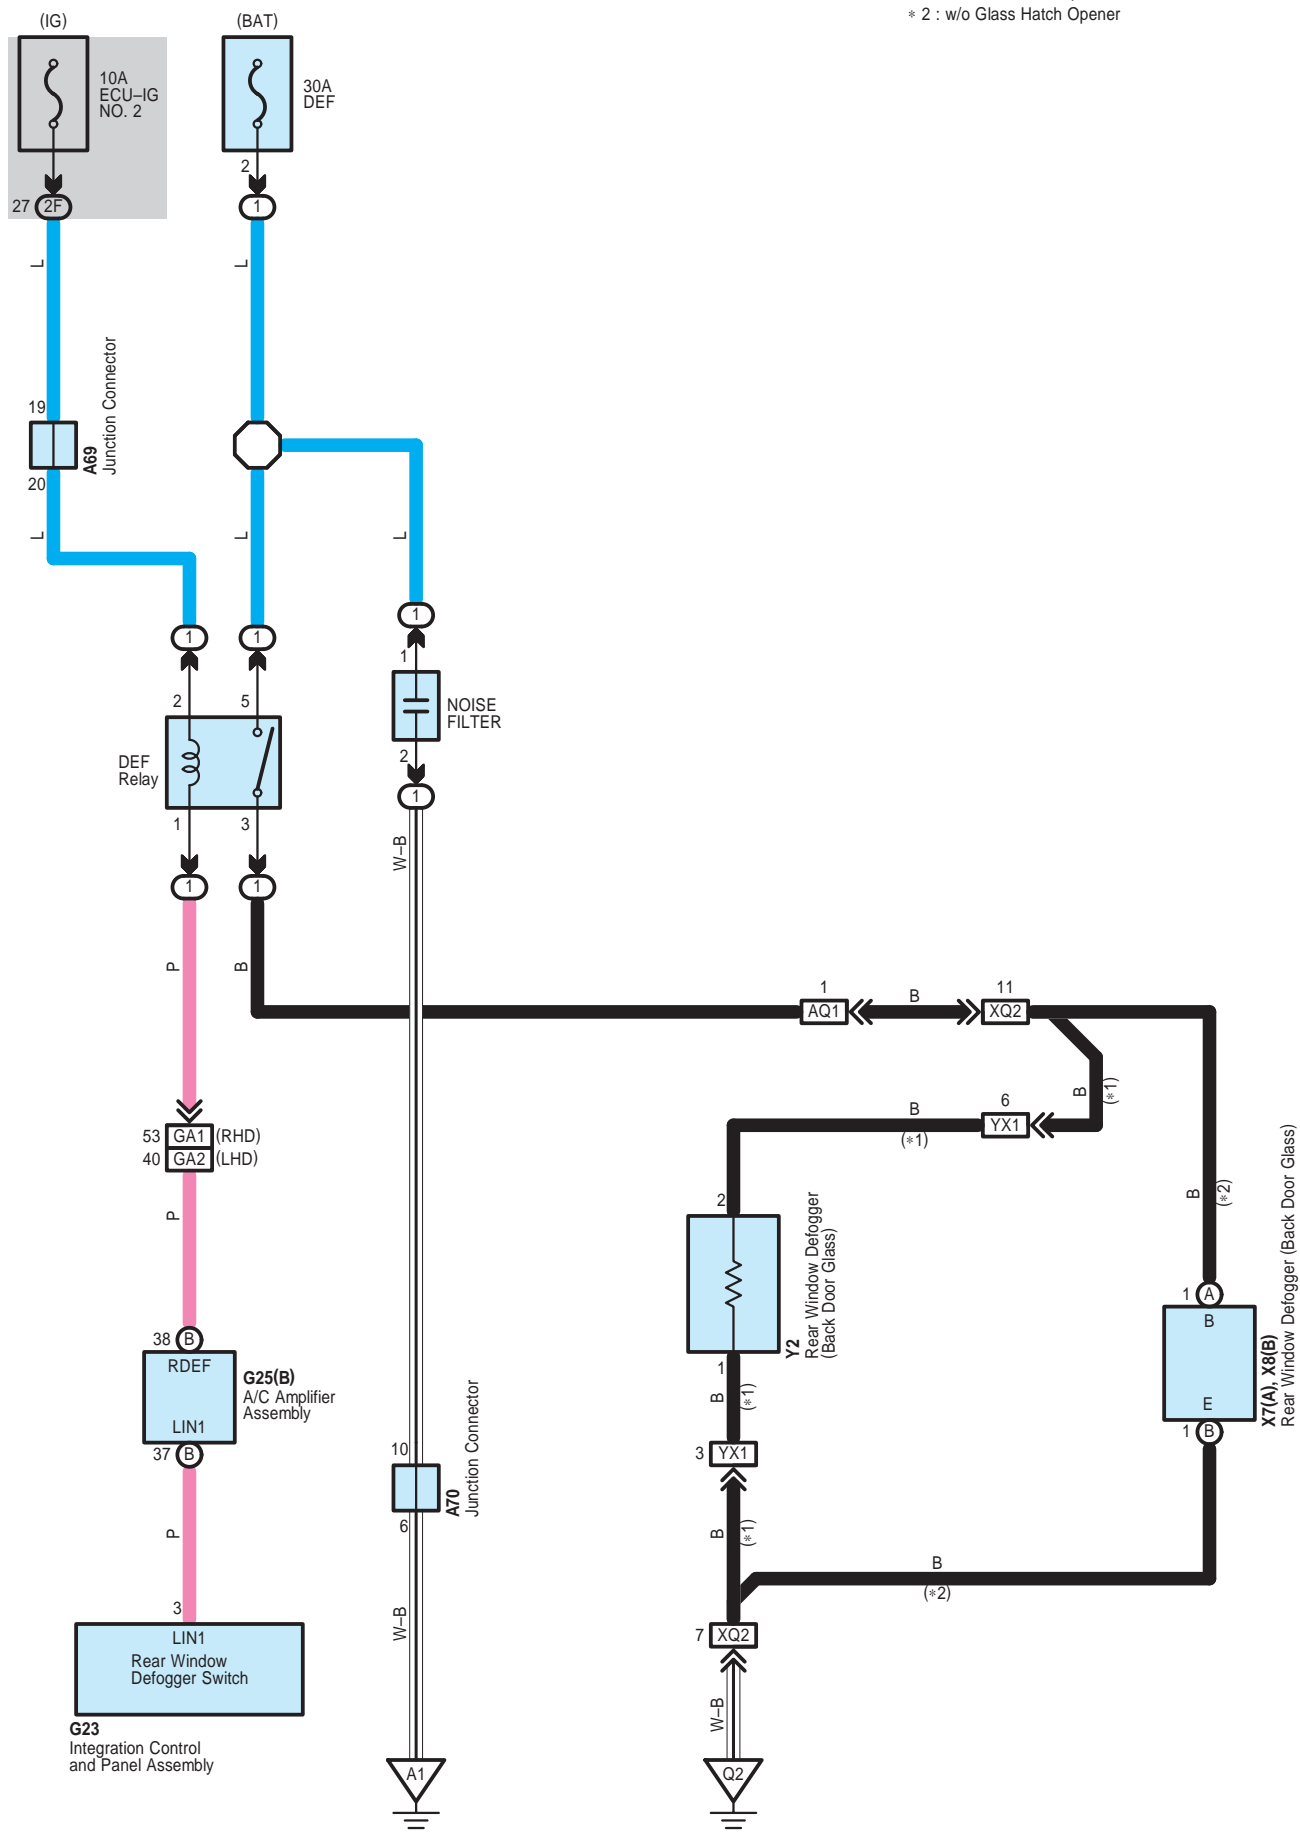 ∗ 2 : w/o Glass Hatch Opener
(IG)
(BAT)
10A
ECU–IG
NO. 2
30A
DEF
2
27
2F
1
L
L
19
A69
Junction Connector
20
L
L
L
1
1
1
2
5
1
NOISE
FILTER
DEF
Relay
2
1
3
1
W–B
1
1
P
B
1
AQ1
B
11
XQ2
B
(∗1)
6
YX1
B
(∗1)
53
GA1
(RHD)
40
GA2
(LHD)
P
2
Y2
Rear Window Defogger
(Back Door Glass)
B
(∗2)
1
A
B
E
1
B
X7(A), X8(B)
Rear Window Defogger (Back Door Glass)
38
B
RDEF
LIN1
G25(B)
A/C Amplifier
Assembly
37
B
1
B
(∗1)
3
YX1
10
A70
Junction Connector
6
P
B
(∗1)
B
(∗2)
3
LIN1
Rear Window
Defogger Switch
G23
Integration Control
and Panel Assembly
W–B
7
XQ2
W–B
A1
Q2